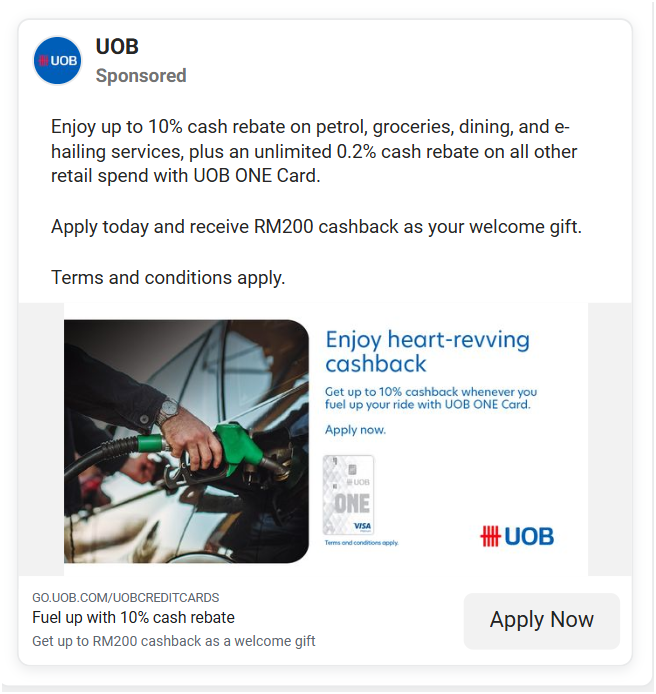 UOB
UOB
Sponsored
Enjoy up to 10% cash rebate on petrol, groceries, dining, and e-
hailing services, plus an unlimited 0.2% cash rebate on all other
retail spend with UOB ONE Card.
Apply today and receive RM200 cashback as your welcome gift.
Terms and conditions apply.
Enjoy heart-revving
cashback
Get up to 10% cashback whenever you
fuel up your ride with UOB ONE Card.
Apply now.
UOB
ONE
VISA
Terms and conditions apply.
UOB
GO.UOB.COM/UOBCREDITCARDS
Fuel up with 10% cash rebate
Get up to RM200 cashback as a welcome gift
Apply Now